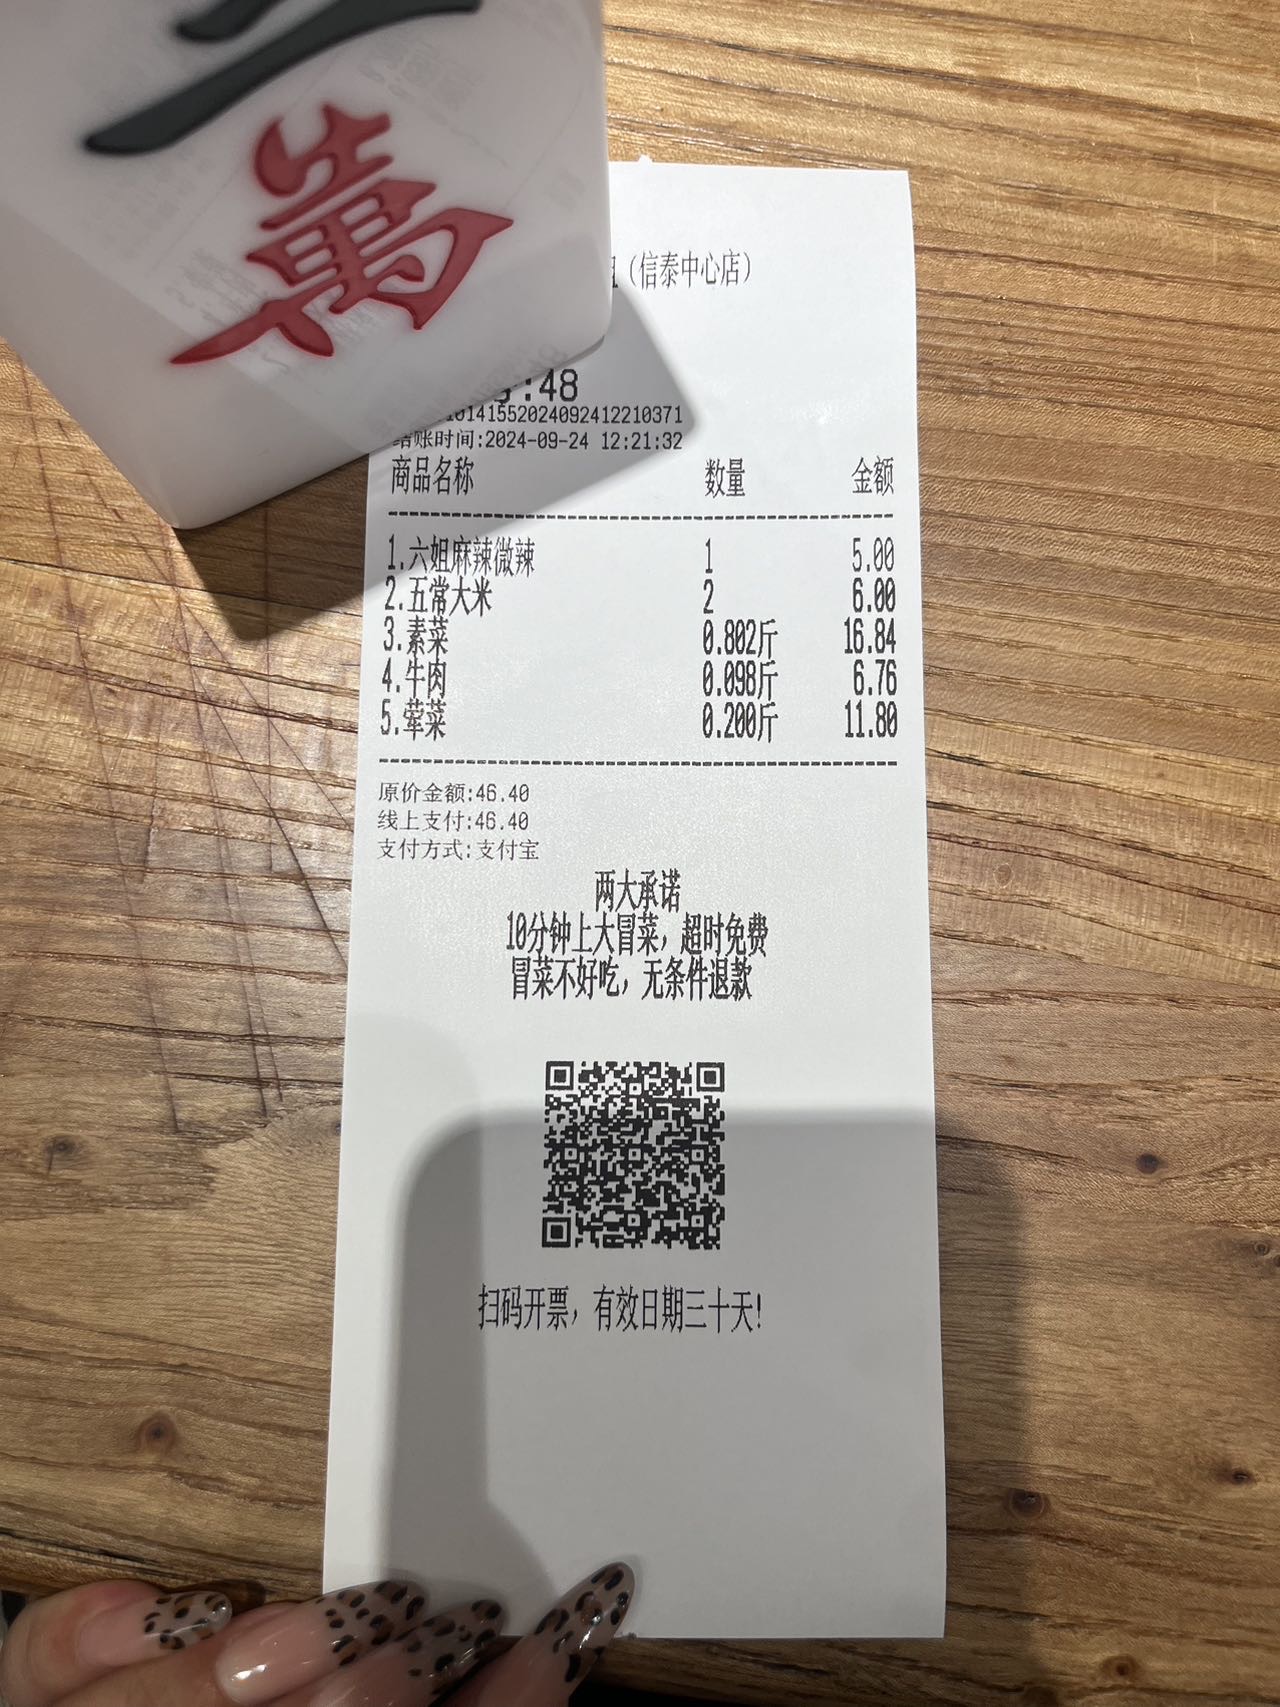 萬
（信泰中心店）
:48
14155202409241​2210371
结账时间:2024-09-24 12:21:32
商品名称 数量 金额
1.六姐麻辣微辣 1 5.00
2.五常大米 2 6.00
3.素菜 0.802斤 16.84
4.牛肉 0.098斤 6.76
5.荤菜 0.200斤 11.80
原价金额:46.40
线上支付:46.40
支付方式:支付宝
两大承诺
10分钟上大冒菜，超时免费
冒菜不好吃，无条件退款
扫码开票，有效日期三十天!